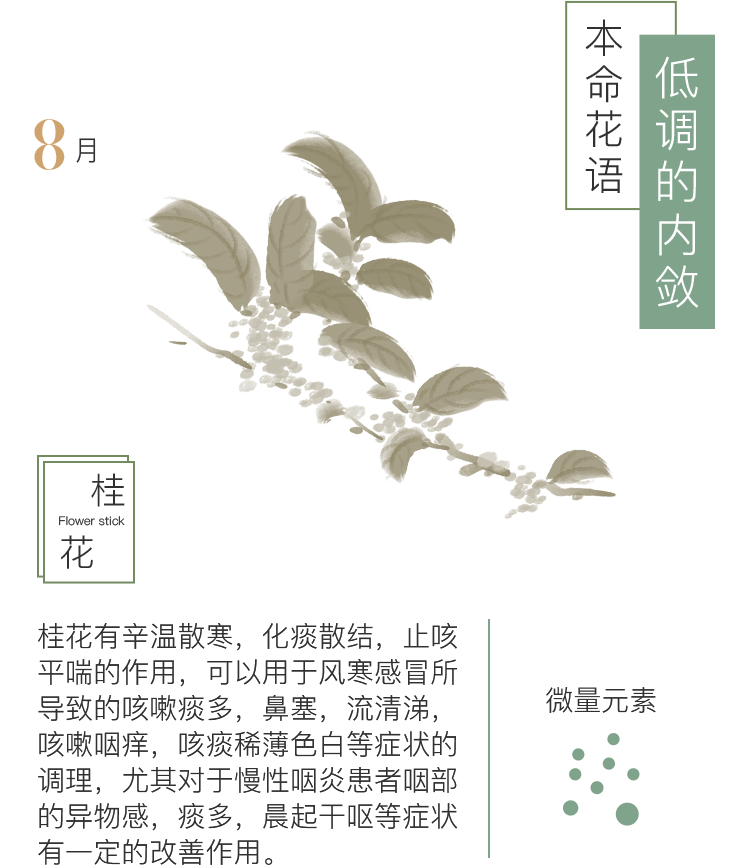 本命花语
低调的内敛
8月
桂
Flower stick
花
桂花有辛温散寒，化痰散结，止咳
平喘的作用，可以用于风寒感冒所
导致的咳嗽痰多，鼻塞，流清涕，
咳嗽咽痒，咳痰稀薄色白等症状的
调理，尤其对于慢性咽炎患者咽部
的异物感，痰多，晨起干呕等症状
有一定的改善作用。
微量元素